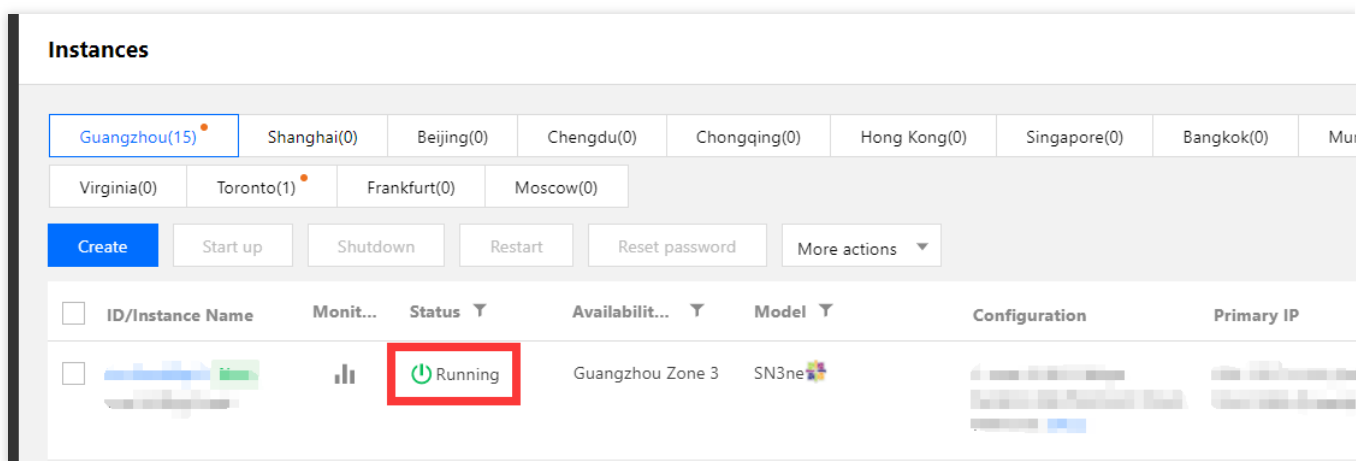 Instances
Guangzhou(15) Shanghai(0) Beijing(0) Chengdu(0) Chongqing(0) Hong Kong(0) Singapore(0) Bangkok(0)
Virginia(0) Toronto(1) Frankfurt(0) Moscow(0)
Create Start up Shutdown Restart Reset password More actions
ID/Instance Name Monit... Status Availabilit... Model Configuration Primary IP
Running Guangzhou Zone 3 SN3ne